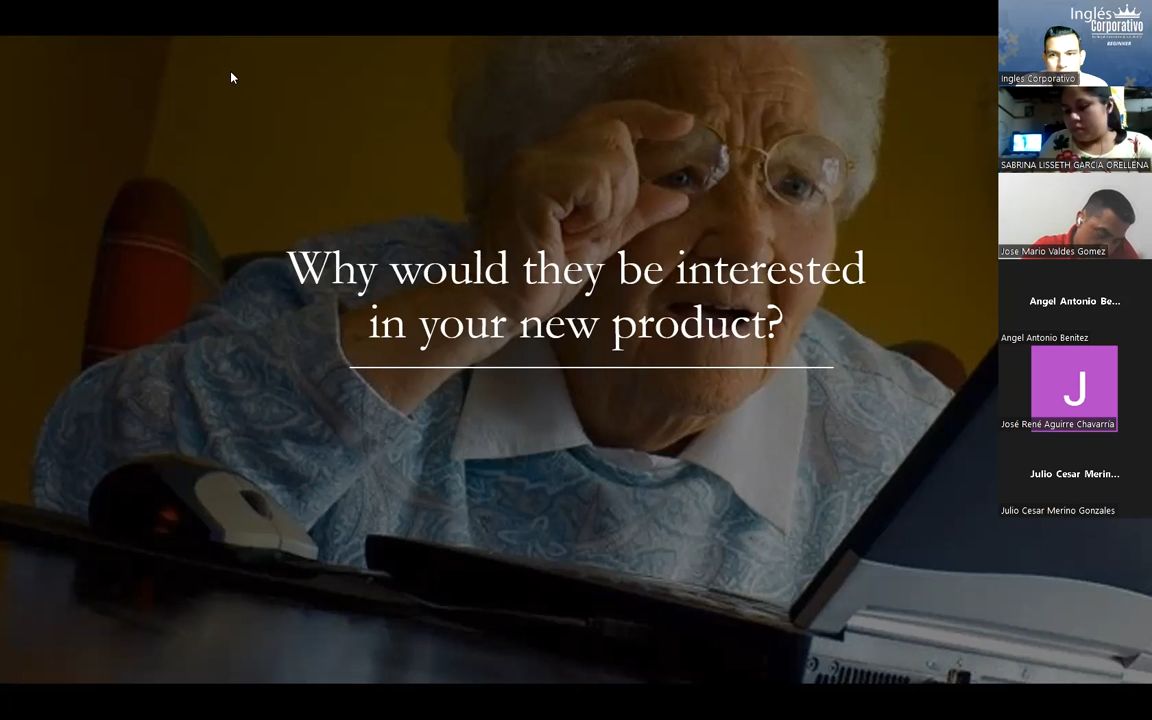 Why would they be interested
in your new product?
Inglés
Corporativo
BEGINNER
Ingles Corporativo
SABRINA LISSETH GARCIA ORELLENA
Jose Mario Valdes Gomez
Angel Antonio Be...
Angel Antonio Benitez
J
José René Aguirre Chavarría
Julio Cesar Merin...
Julio Cesar Merino Gonzales